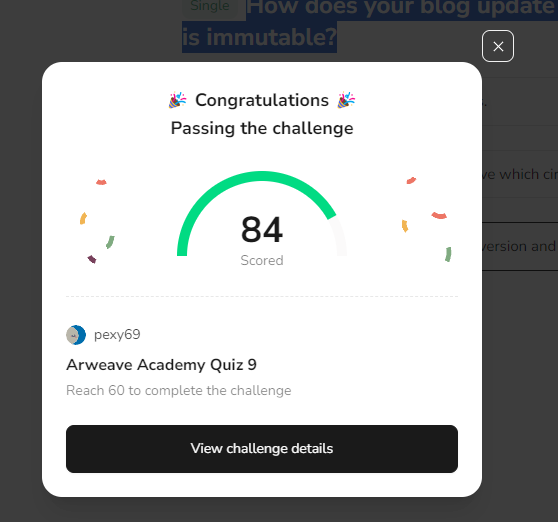 Single How does your blog update
is immutable?
Congratulations
Passing the challenge
ve which cir
84
Scored
version and
pexy69
Arweave Academy Quiz 9
Reach 60 to complete the challenge
View challenge details